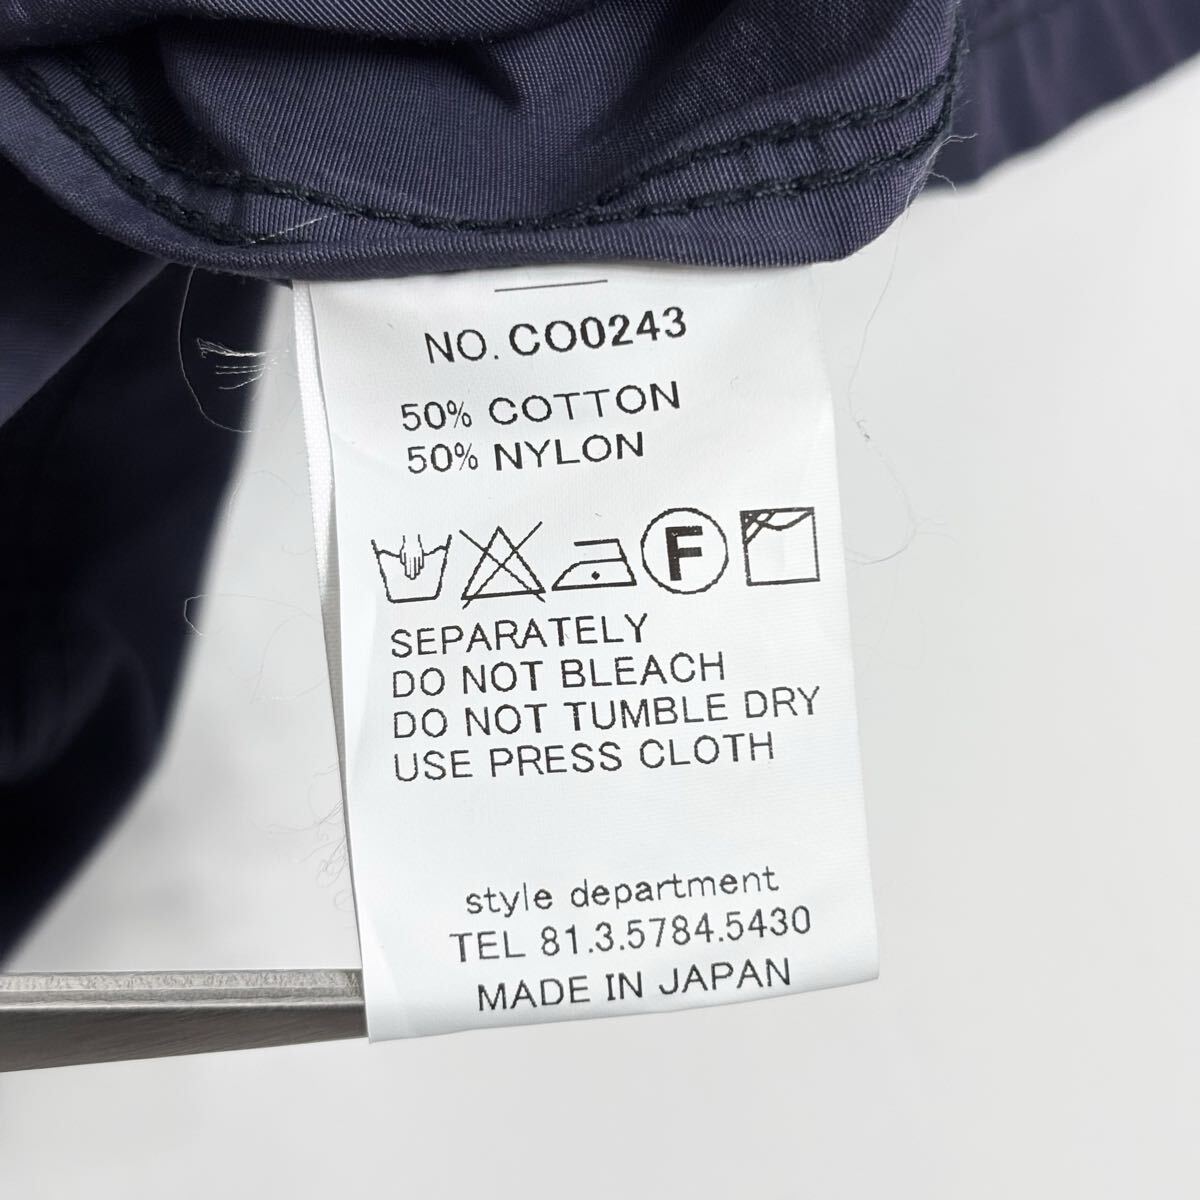 NO. CO0243
50% COTTON
50% NYLON
F
SEPARATELY
DO NOT BLEACH
DO NOT TUMBLE DRY
USE PRESS CLOTH
style department
TEL 81.3.5784.5430
MADE IN JAPAN